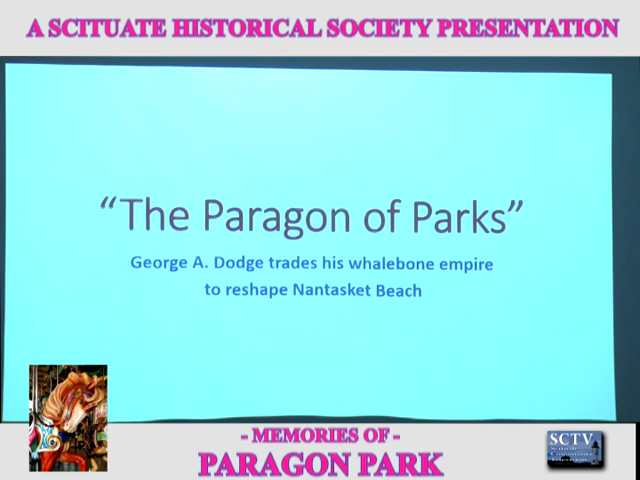 A SCITUATE HISTORICAL SOCIETY PRESENTATION
“The Paragon of Parks”
George A. Dodge trades his whalebone empire
to reshape Nantasket Beach
- MEMORIES OF -
PARAGON PARK
SCTV